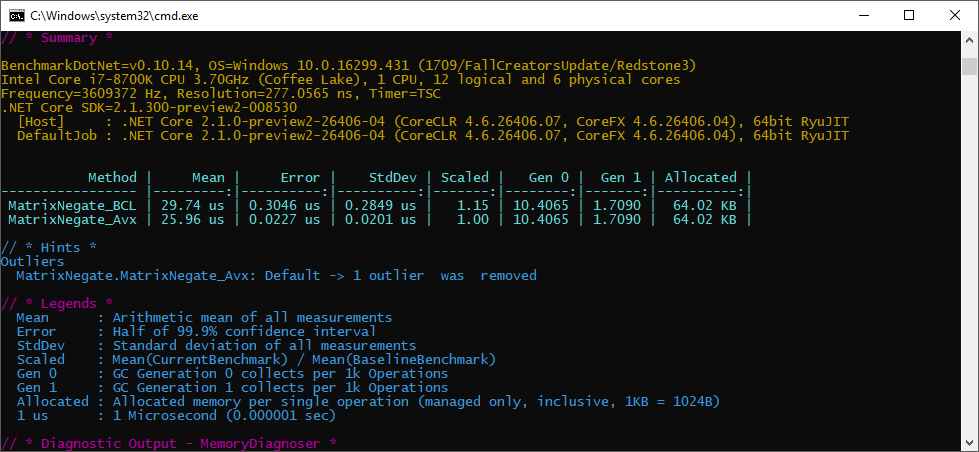 C:\Windows\system32\cmd.exe
// * Summary *
BenchmarkDotNet=v0.10.14, OS=Windows 10.0.16299.431 (1709/FallCreatorsUpdate/Redstone3)
Intel Core i7-8700K CPU 3.70GHz (Coffee Lake), 1 CPU, 12 logical and 6 physical cores
Frequency=3609372 Hz, Resolution=277.0565 ns, Timer=TSC
.NET Core SDK=2.1.300-preview2-008530
  [Host]     : .NET Core 2.1.0-preview2-26406-04 (CoreCLR 4.6.26406.07, CoreFX 4.6.26406.04), 64bit RyuJIT
  DefaultJob : .NET Core 2.1.0-preview2-26406-04 (CoreCLR 4.6.26406.07, CoreFX 4.6.26406.04), 64bit RyuJIT
           Method |     Mean |     Error |    StdDev | Scaled |   Gen 0 |  Gen 1 | Allocated |
----------------- |---------:|----------:|----------:|-------:|--------:|-------:|----------:|
 MatrixNegate_BCL | 29.74 us | 0.3046 us | 0.2849 us |   1.15 | 10.4065 | 1.7090 |  64.02 KB |
 MatrixNegate_Avx | 25.96 us | 0.0227 us | 0.0201 us |   1.00 | 10.4065 | 1.7090 |  64.02 KB |
// * Hints *
Outliers
  MatrixNegate.MatrixNegate_Avx: Default -> 1 outlier  was  removed
// * Legends *
  Mean      : Arithmetic mean of all measurements
  Error     : Half of 99.9% confidence interval
  StdDev    : Standard deviation of all measurements
  Scaled    : Mean(CurrentBenchmark) / Mean(BaselineBenchmark)
  Gen 0     : GC Generation 0 collects per 1k Operations
  Gen 1     : GC Generation 1 collects per 1k Operations
  Allocated : Allocated memory per single operation (managed only, inclusive, 1KB = 1024B)
  1 us      : 1 Microsecond (0.000001 sec)
// * Diagnostic Output - MemoryDiagnoser *